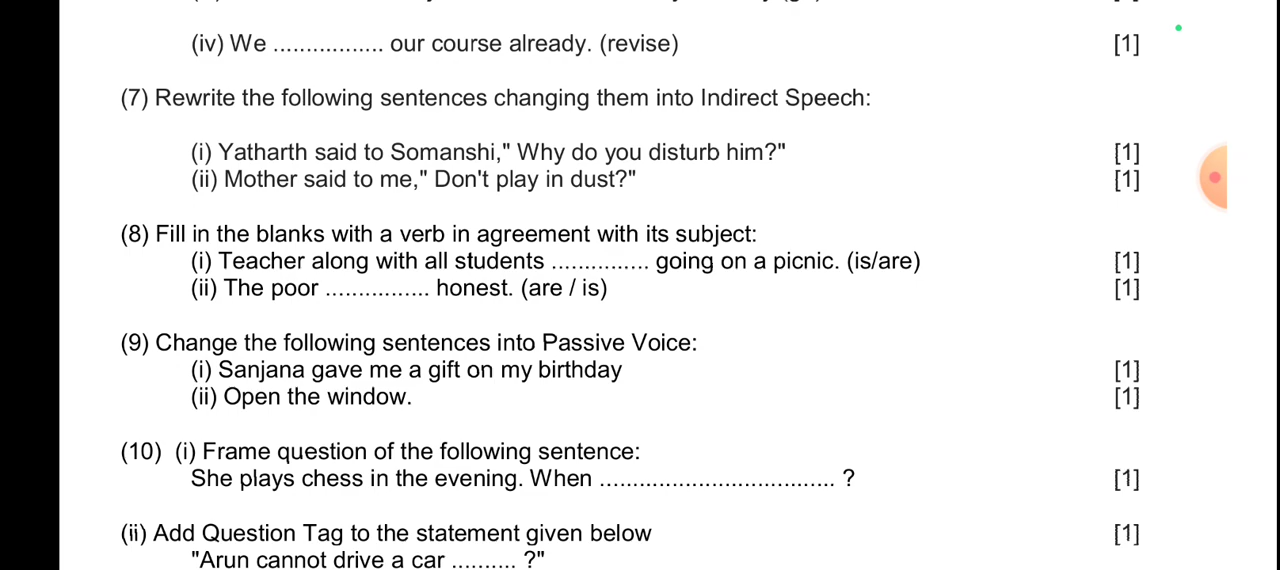 (iv) We ................. our course already. (revise) [1]
(7) Rewrite the following sentences changing them into Indirect Speech:
(i) Yatharth said to Somanshi," Why do you disturb him?" [1]
(ii) Mother said to me," Don't play in dust?" [1]
(8) Fill in the blanks with a verb in agreement with its subject:
(i) Teacher along with all students ............... going on a picnic. (is/are) [1]
(ii) The poor ................ honest. (are / is) [1]
(9) Change the following sentences into Passive Voice:
(i) Sanjana gave me a gift on my birthday [1]
(ii) Open the window. [1]
(10) (i) Frame question of the following sentence:
She plays chess in the evening. When .................................... ? [1]
(ii) Add Question Tag to the statement given below [1]
"Arun cannot drive a car .......... ?"